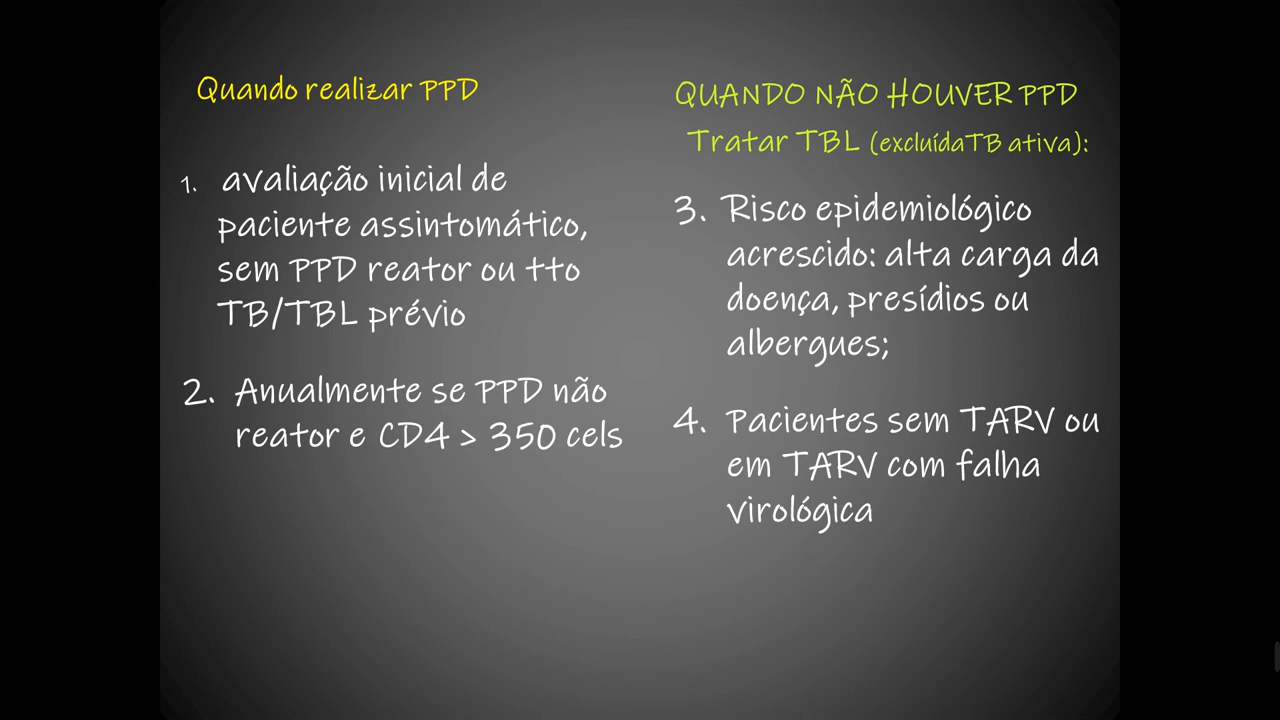 Quando realizar PPD
1. avaliação inicial de
paciente assintomático,
sem PPD reator ou tto
TB/TBL prévio
2. Anualmente se PPD não
reator e CD4 > 350 cels
QUANDO NÃO HOUVER PPD
Tratar TBL (excluídaTB ativa):
3. Risco epidemiológico
acrescido: alta carga da
doença, presídios ou
albergues;
4. Pacientes sem TARV ou
em TARV com falha
virológica